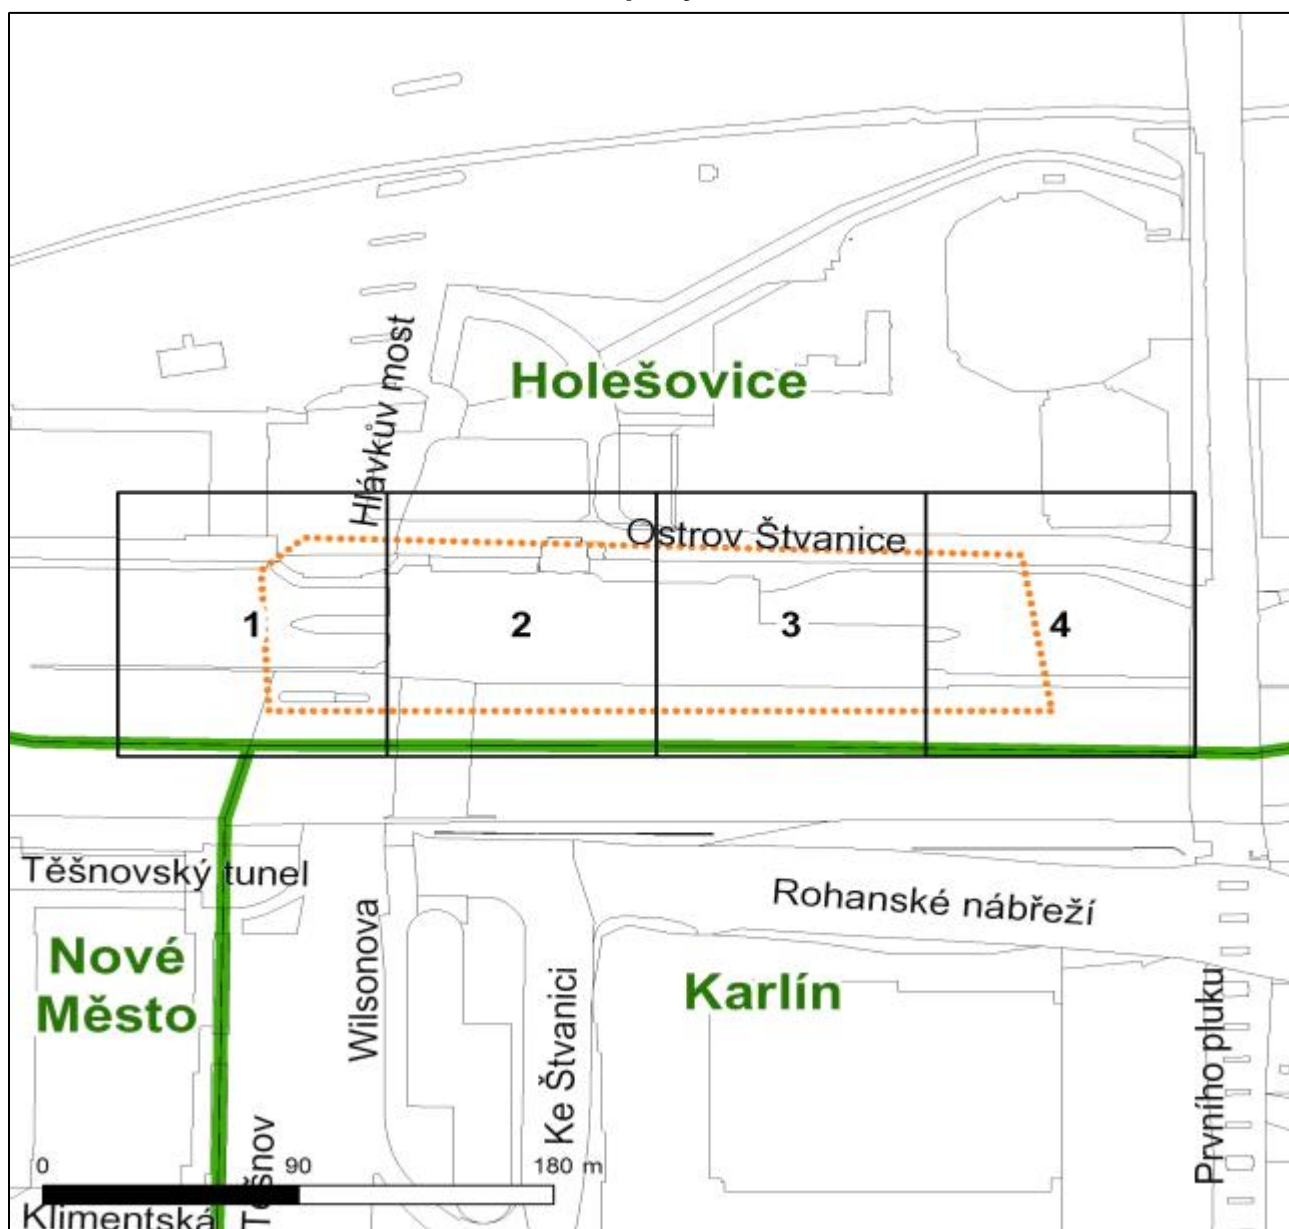 Hlávkův most
Holešovice
Ostrov Štvanice
1
2
3
4
Těšnovský tunel
Rohanské nábřeží
Nové
Město
Wilsonova
Ke Štvanici
Karlín
Prvního pluku
Těšnov
0
90
180 m
Klimentská